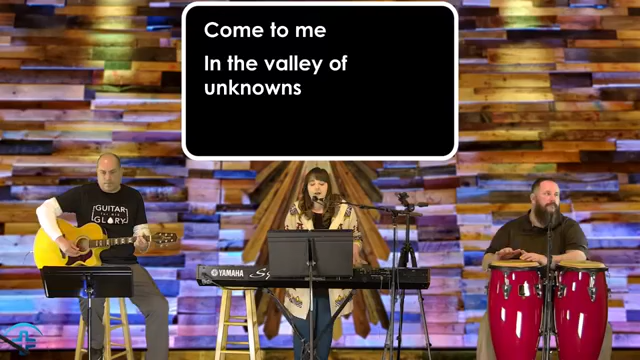 Come to me
In the valley of
unknowns
GUITAR
GLORY
YAMAHA